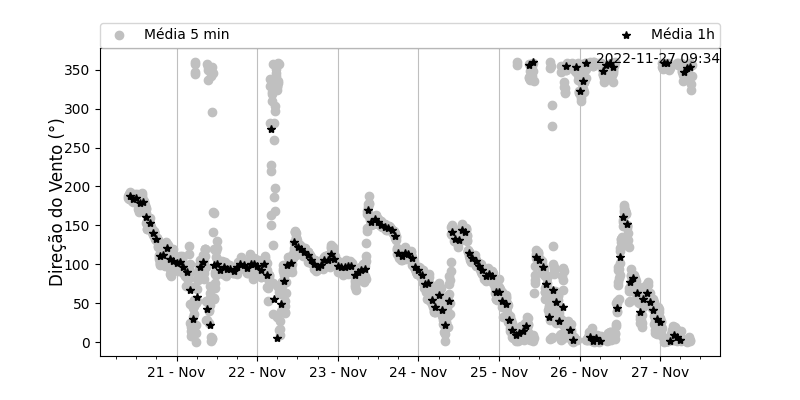 Média 5 min
Média 1h
2022-11-27 09:34
Direção do Vento (°)
350
300
250
200
150
100
50
0
21 - Nov
22 - Nov
23 - Nov
24 - Nov
25 - Nov
26 - Nov
27 - Nov